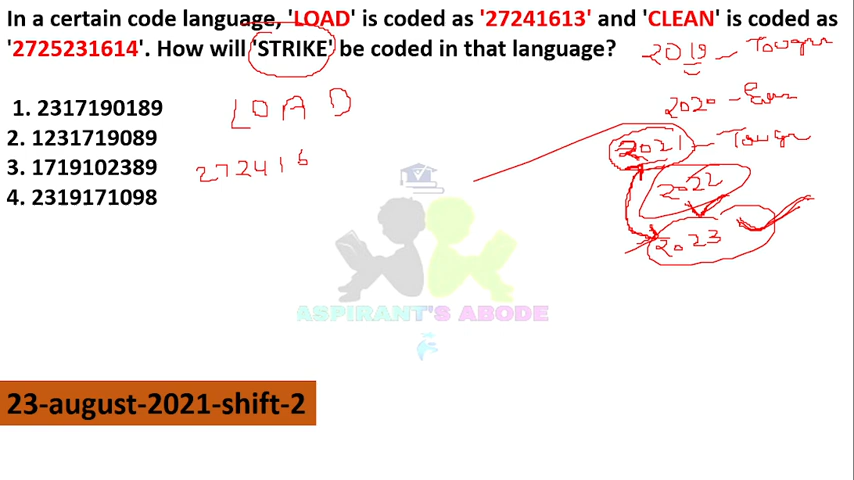 In a certain code language, 'LOAD' is coded as '27241613' and 'CLEAN' is coded as
'2725231614'. How will 'STRIKE' be coded in that language?
2019 - Tougher
2020 -
1. 2317190189
LOAD
2. 1231719089
2021 - Tougher
3. 1719102389
272416
4. 2319171098
2022
2023
ASPIRANT'S ABODE
23-august-2021-shift-2